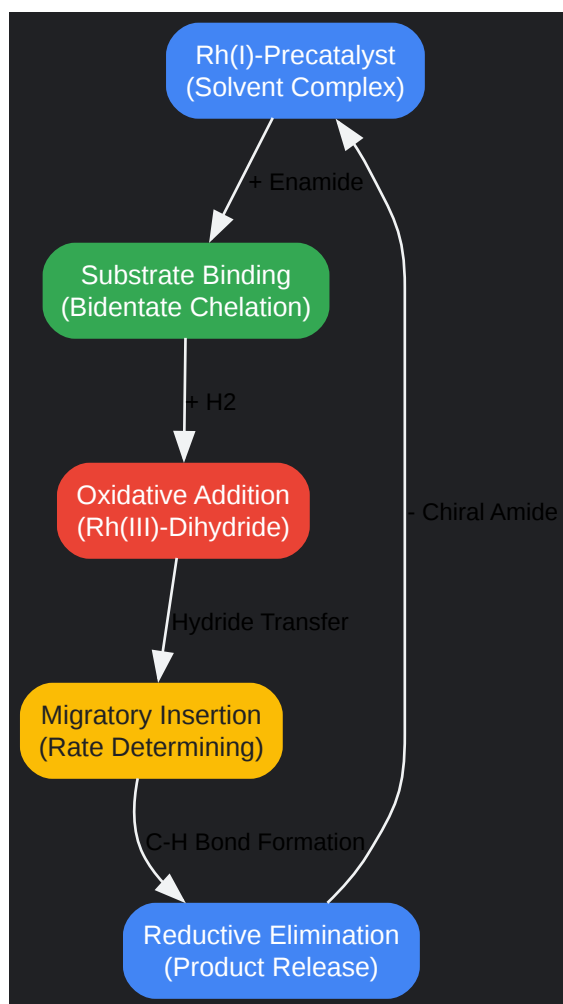 Rh(I)-Precatalyst
(Solvent Complex)
+ Enamide
Substrate Binding
(Bidentate Chelation)
+ H2
Oxidative Addition
(Rh(III)-Dihydride)
- Chiral Amide
Hydride Transfer
Migratory Insertion
(Rate Determining)
C-H Bond Formation
Reductive Elimination
(Product Release)